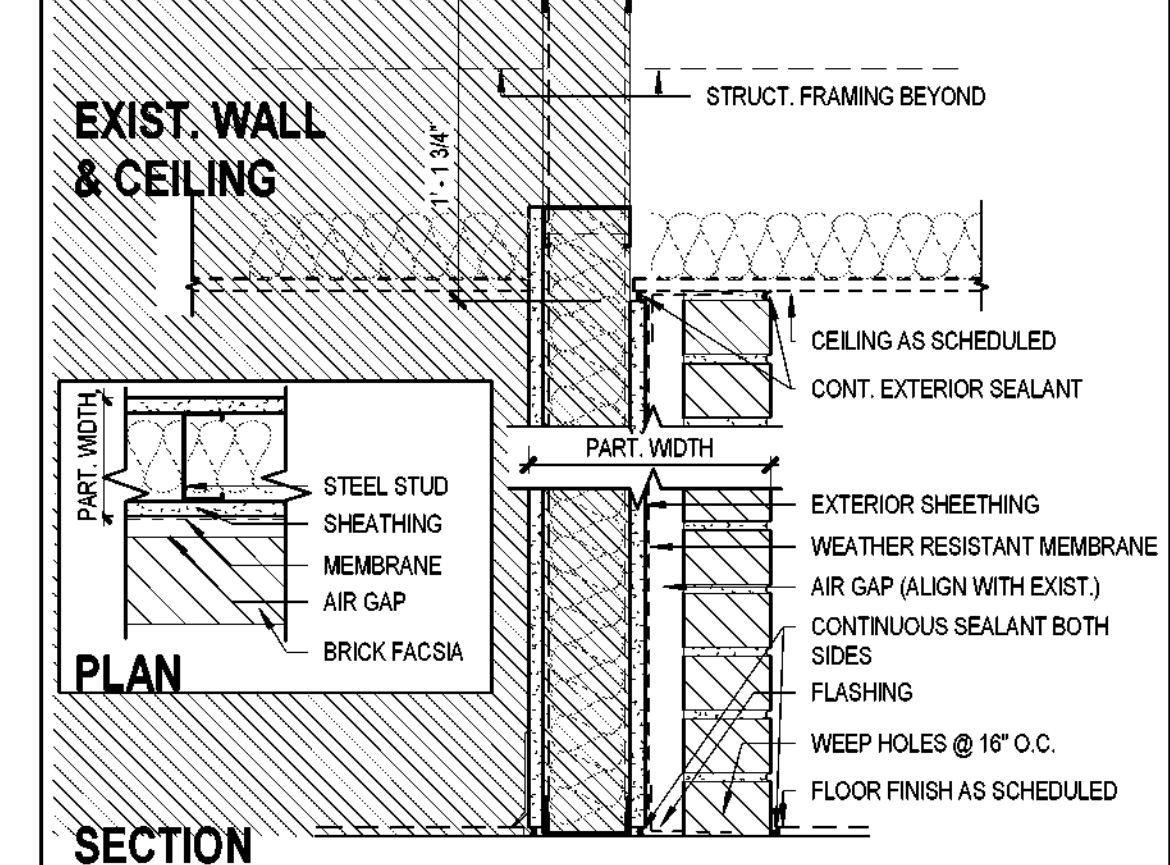 EXIST. WALL
& CEILING
1' - 1 3/4"
STRUCT. FRAMING BEYOND
CEILING AS SCHEDULED
CONT. EXTERIOR SEALANT
PART. WIDTH
PART. WIDTH
STEEL STUD
SHEATHING
MEMBRANE
AIR GAP
BRICK FACSIA
PLAN
EXTERIOR SHEETHING
WEATHER RESISTANT MEMBRANE
AIR GAP (ALIGN WITH EXIST.)
CONTINUOUS SEALANT BOTH
SIDES
FLASHING
WEEP HOLES @ 16" O.C.
FLOOR FINISH AS SCHEDULED
SECTION